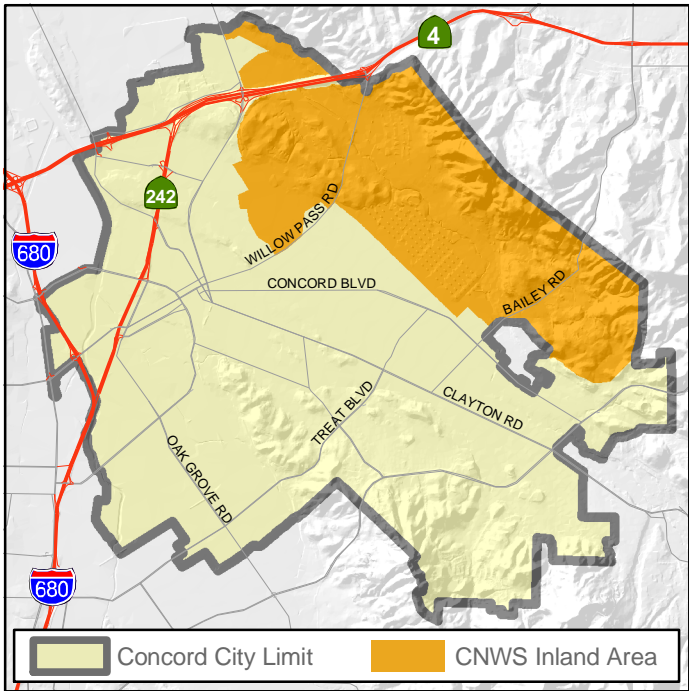 4
242
680
WILLOW PASS RD
CONCORD BLVD
BAILEY RD
TREAT BLVD
CLAYTON RD
OAK GROVE RD
680
Concord City Limit
CNWS Inland Area